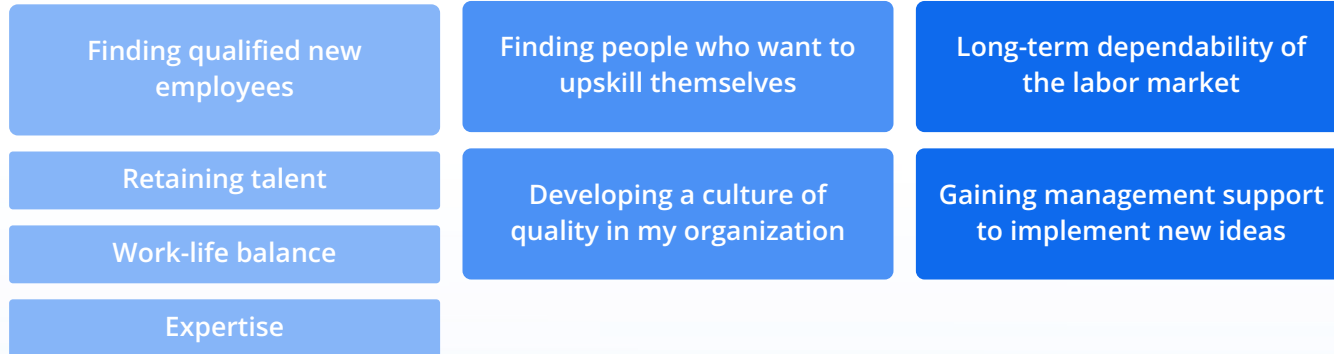 Finding qualified new
employees
Retaining talent
Work-life balance
Expertise
Finding people who want to
upskill themselves
Developing a culture of
quality in my organization
Long-term dependability of
the labor market
Gaining management support
to implement new ideas